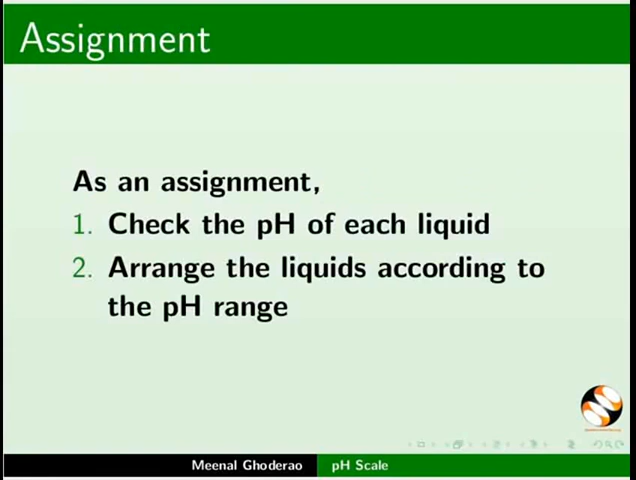 Assignment
As an assignment,
1. Check the pH of each liquid
2. Arrange the liquids according to
the pH range
Meenal Ghoderao pH Scale